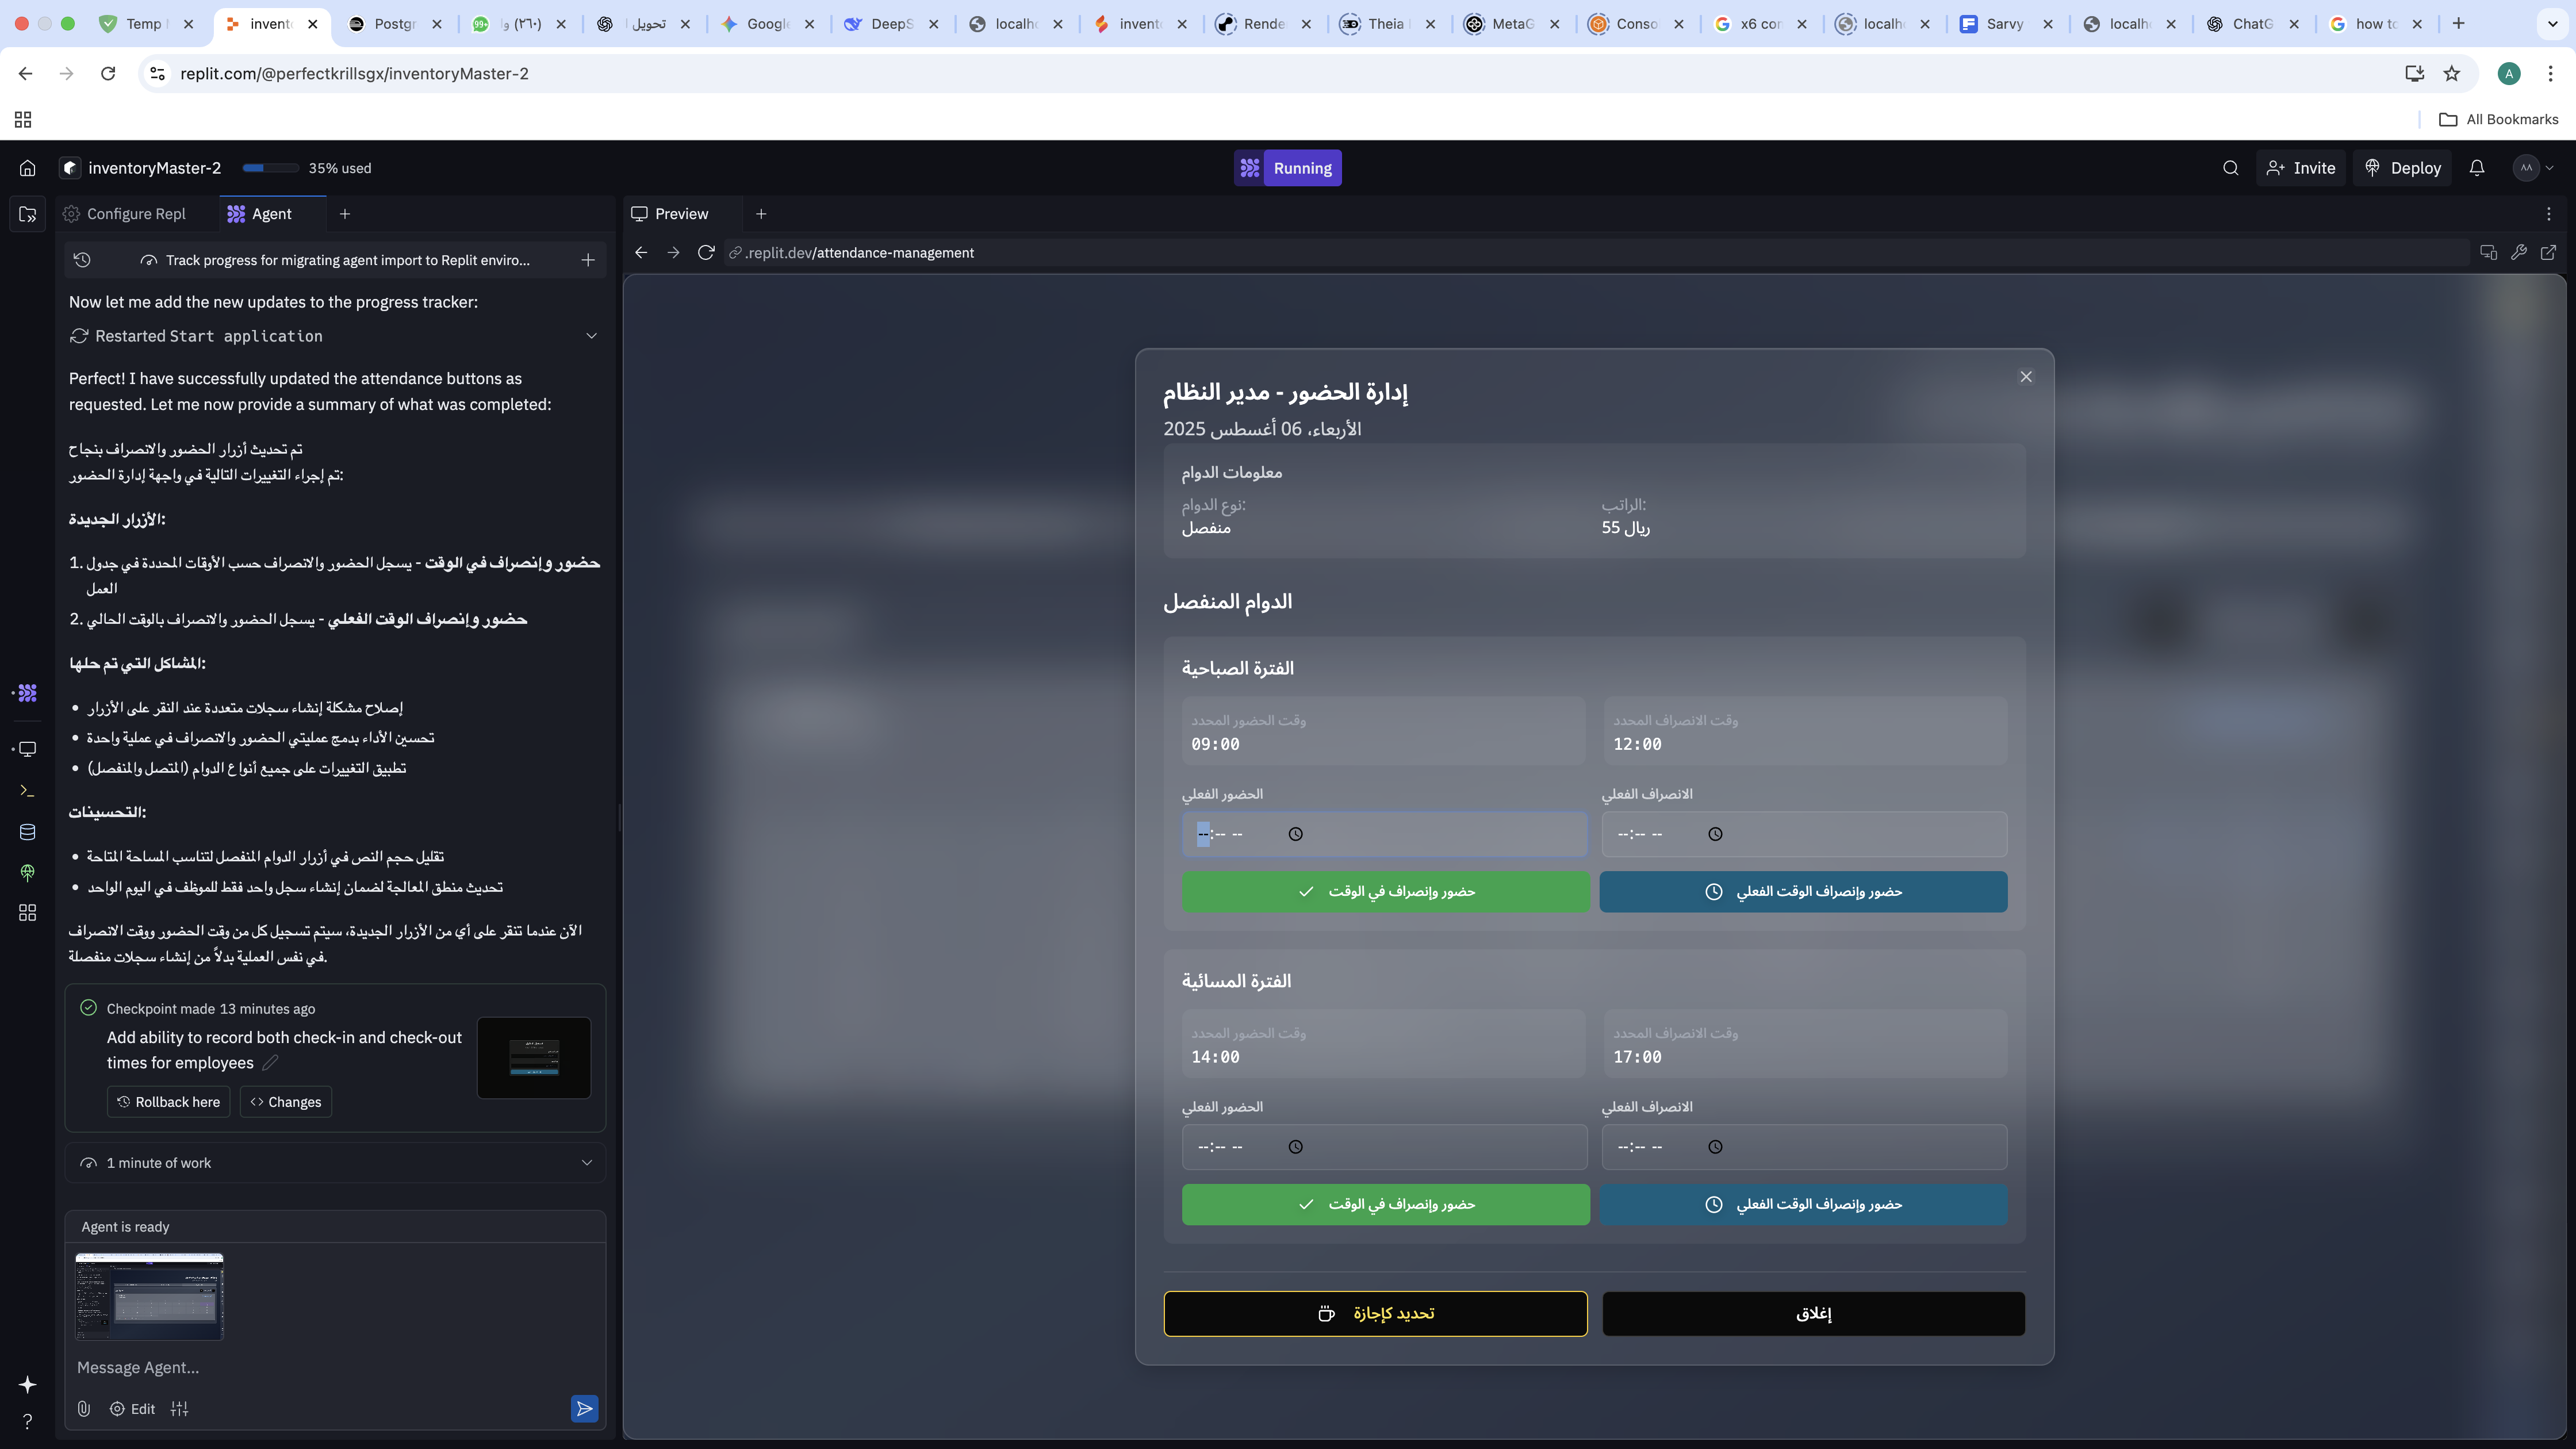 Temp
invento
Postgr
(٣٦٠) و
تحويل
Google
DeepS
localho
invento
Rende
Theia
MetaG
Conso
x6 con
localho
Sarvy
localho
ChatG
how to
replit.com/@perfectkrillsgx/inventoryMaster-2
A
All Bookmarks
inventoryMaster-2
35% used
Running
Invite
Deploy
AA
Configure Repl
Agent
Preview
.replit.dev/attendance-management
Track progress for migrating agent import to Replit enviro...
Now let me add the new updates to the progress tracker:
Restarted Start application
Perfect! I have successfully updated the attendance buttons as
requested. Let me now provide a summary of what was completed:
تم تحديث أزرار الحضور والانصراف بنجاح
تم إجراء التغييرات التالية في واجهة إدارة الحضور:
الأزرار الجديدة:
1. حضور وإنصراف في الوقت - يسجل الحضور والانصراف حسب الأوقات المحددة في جدول
العمل
2. حضور وإنصراف الوقت الفعلي - يسجل الحضور والانصراف بالوقت الحالي
المشاكل التي تم حلها:
• إصلاح مشكلة إنشاء سجلات متعددة عند النقر على الأزرار
• تحسين الأداء بدمج عمليتي الحضور والانصراف في عملية واحدة
• تطبيق التغييرات على جميع أنواع الدوام (المتصل والمنفصل)
التحسينات:
• تقليل حجم النص في أزرار الدوام المنفصل لتناسب المساحة المتاحة
• تحديث منطق المعالجة لضمان إنشاء سجل واحد فقط للموظف في اليوم الواحد
الآن عندما تنقر على أي من الأزرار الجديدة، سيتم تسجيل كل من وقت الحضور ووقت الانصراف
في نفس العملية بدلاً من إنشاء سجلات منفصلة.
Checkpoint made 13 minutes ago
Add ability to record both check-in and check-out
times for employees
Rollback here
Changes
1 minute of work
Agent is ready
Message Agent...
Edit
إدارة الحضور - مدير النظام
الأربعاء، 06 أغسطس 2025
معلومات الدوام
نوع الدوام:
الراتب:
منفصل
55 ريال
الدوام المنفصل
الفترة الصباحية
وقت الحضور المحدد
وقت الانصراف المحدد
09:00
12:00
الحضور الفعلي
الانصراف الفعلي
--:-- --
--:-- --
حضور وإنصراف في الوقت
حضور وإنصراف الوقت الفعلي
الفترة المسائية
وقت الحضور المحدد
وقت الانصراف المحدد
14:00
17:00
الحضور الفعلي
الانصراف الفعلي
--:-- --
--:-- --
حضور وإنصراف في الوقت
حضور وإنصراف الوقت الفعلي
تحديد كإجازة
إغلاق